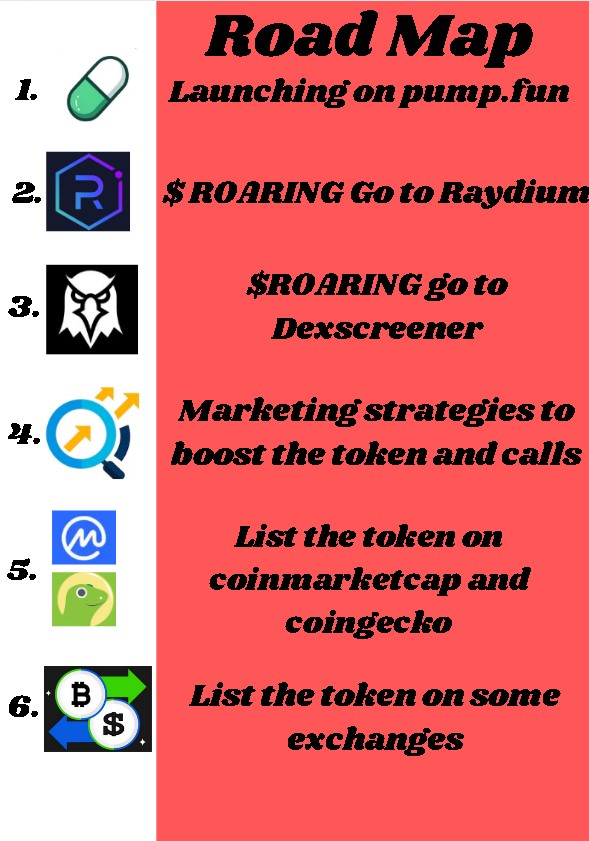 Road Map
1. Launching on pump.fun
2. $ ROARING Go to Raydium
3. $ROARING go to
Dexscreener
4. Marketing strategies to
boost the token and calls
5. List the token on
coinmarketcap and
coingecko
6. List the token on some
exchanges